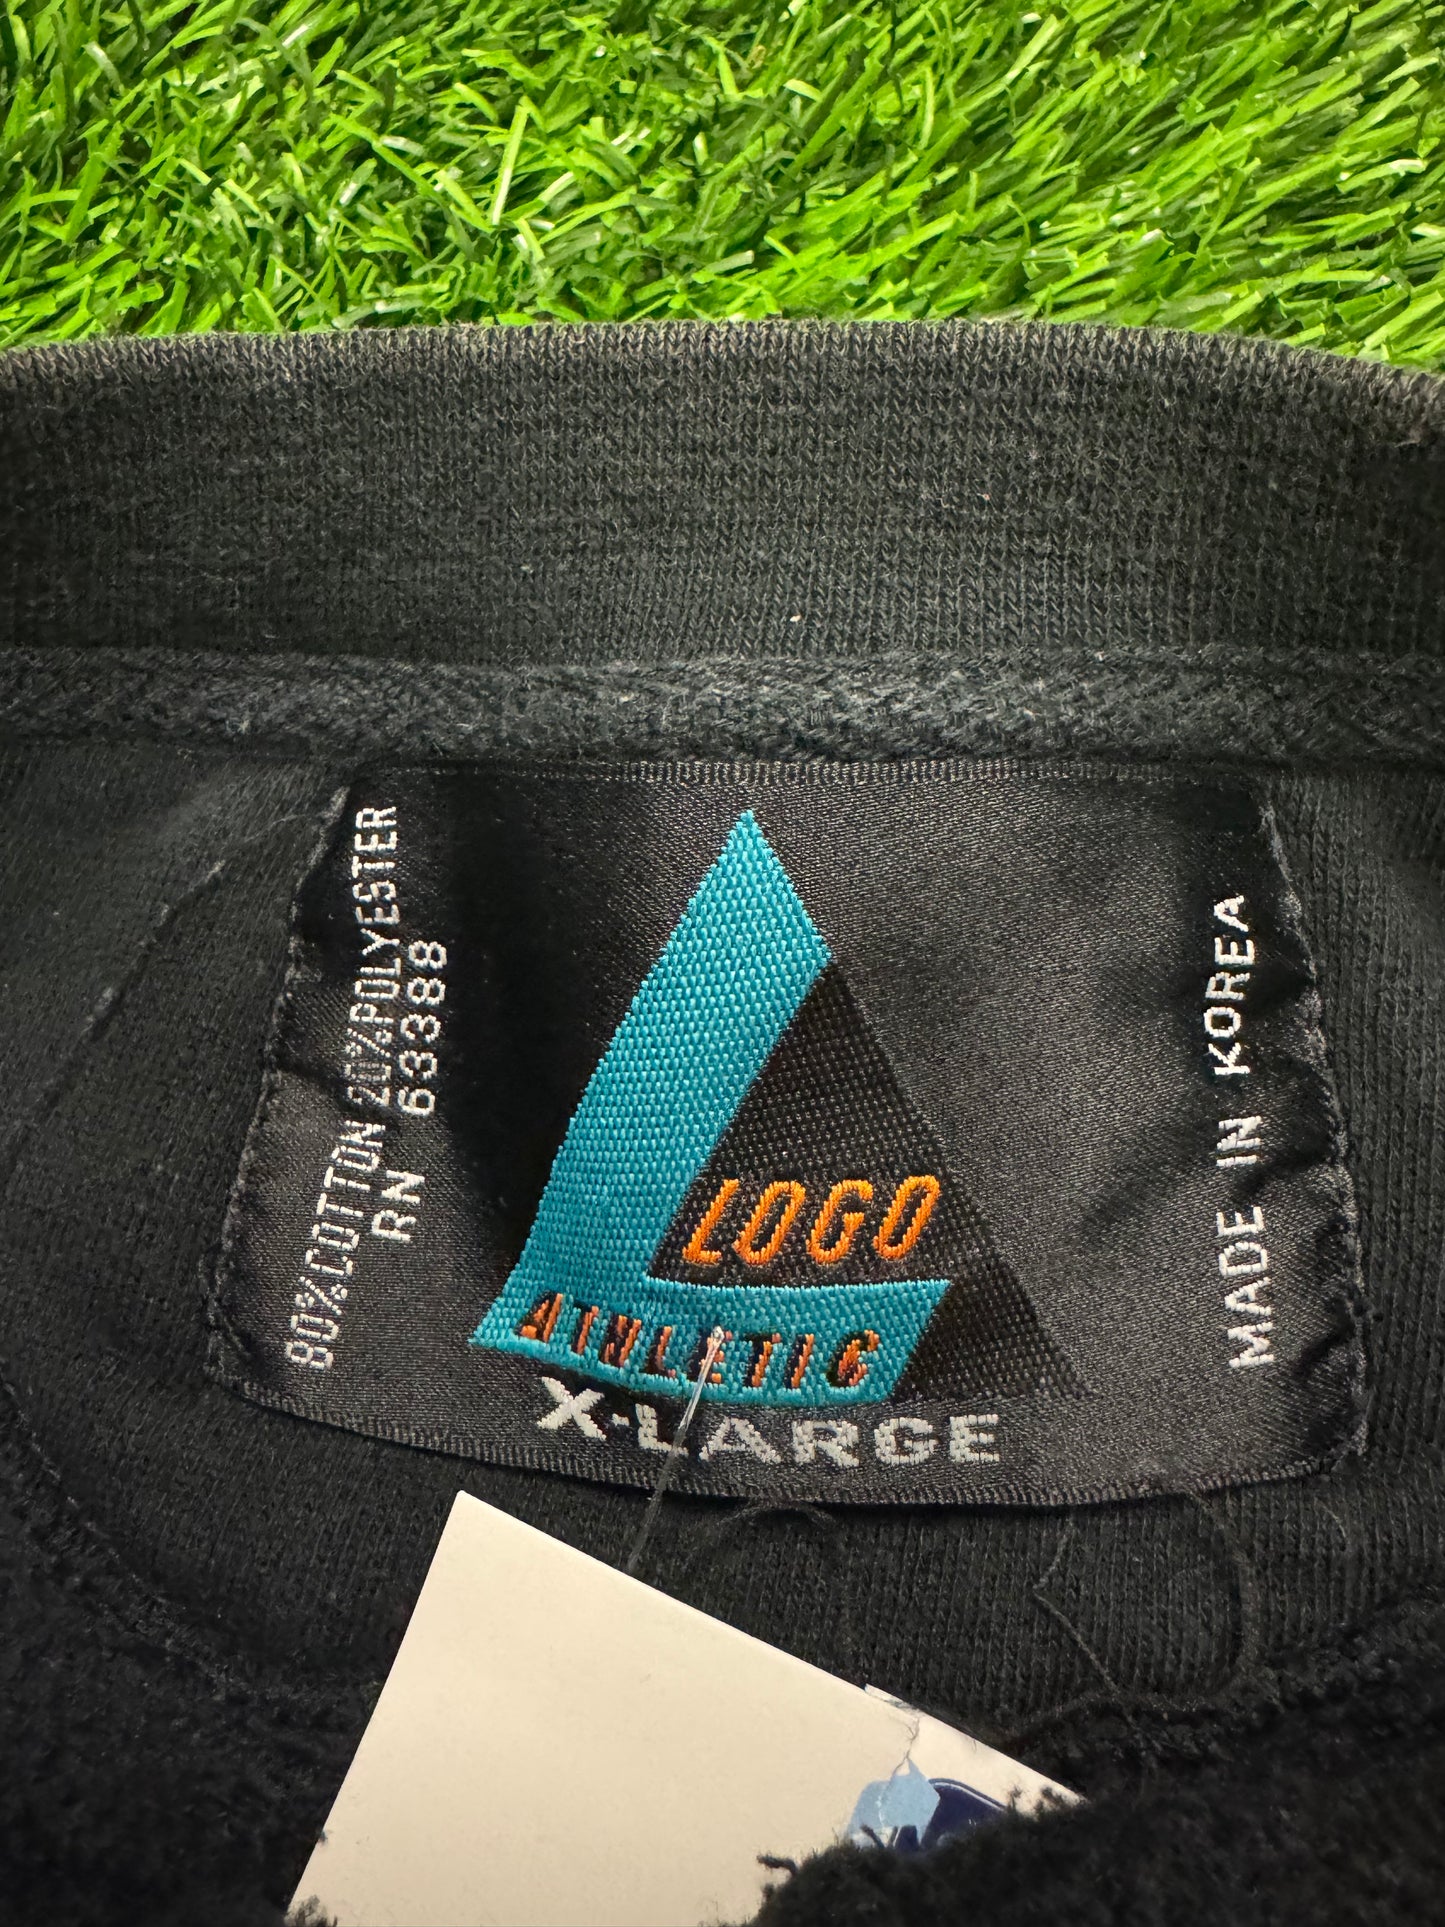 80% COTTON 20% POLYESTER
RN 63388
LOGO
ATHLETIC
X-LARGE
MADE IN KOREA